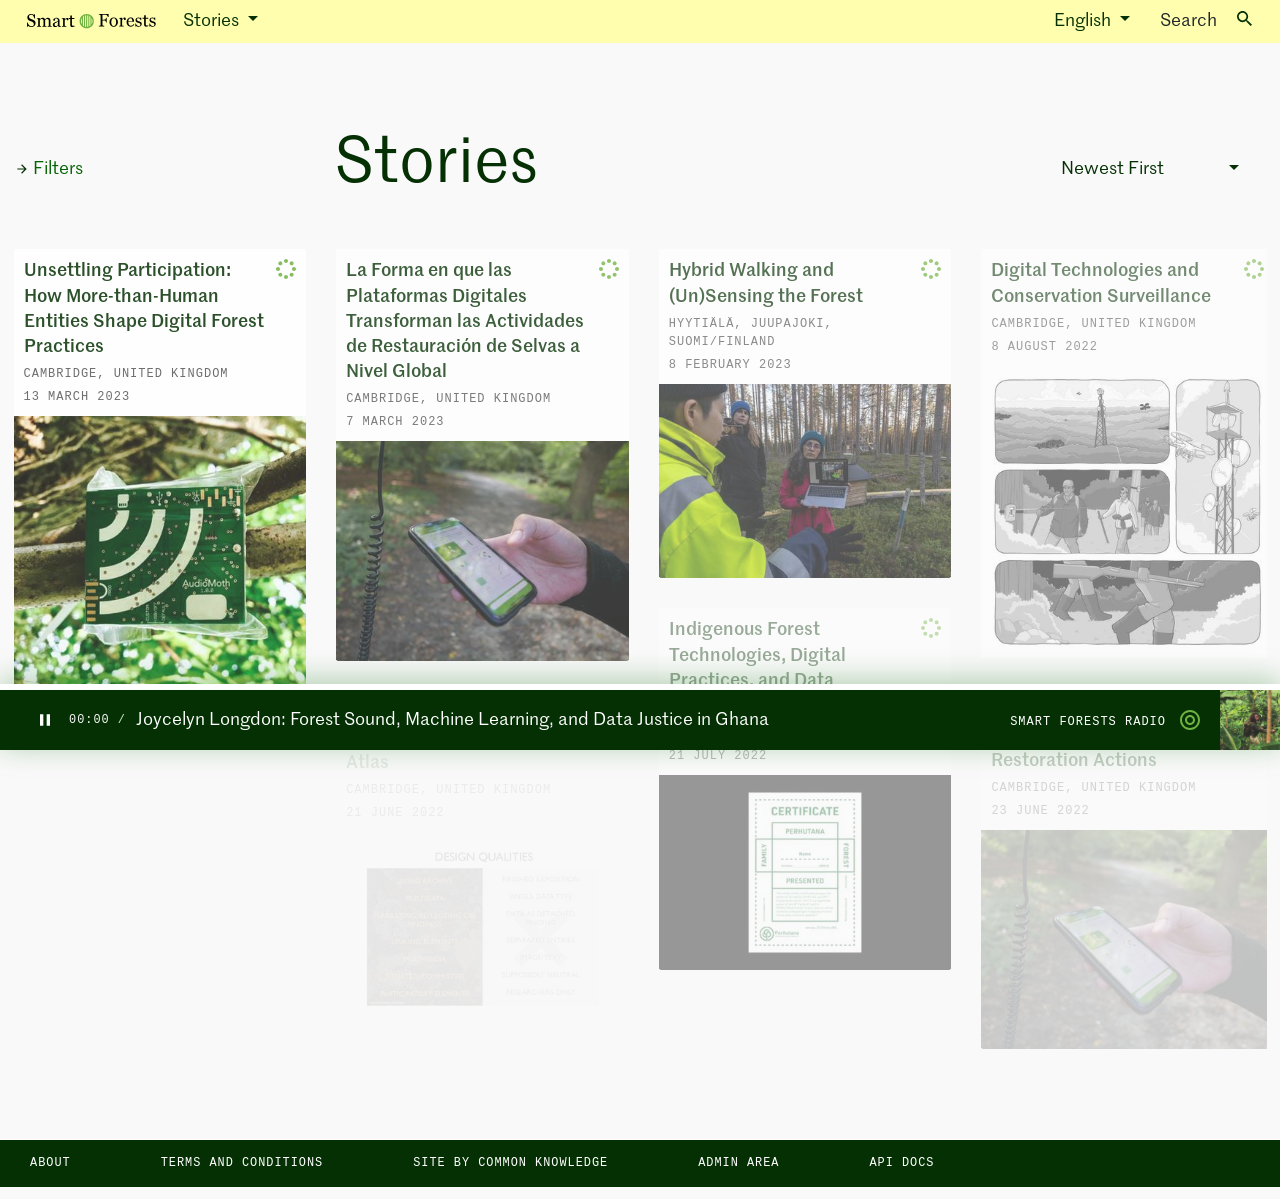 Smart Forests
Stories
English
Search
Filters
Stories
Newest First
Unsettling Participation:
How More-than-Human
Entities Shape Digital Forest
Practices
CAMBRIDGE, UNITED KINGDOM
13 MARCH 2023
AudioMoth
La Forma en que las
Plataformas Digitales
Transforman las Actividades
de Restauración de Selvas a
Nivel Global
CAMBRIDGE, UNITED KINGDOM
7 MARCH 2023
Hybrid Walking and
(Un)Sensing the Forest
HYYTIÄLÄ, JUUPAJOKI,
SUOMI/FINLAND
8 FEBRUARY 2023
Digital Technologies and
Conservation Surveillance
CAMBRIDGE, UNITED KINGDOM
8 AUGUST 2022
Indigenous Forest
Technologies, Digital
Practices, and Data
00:00 /
Joycelyn Longdon: Forest Sound, Machine Learning, and Data Justice in Ghana
SMART FORESTS RADIO
Atlas
CAMBRIDGE, UNITED KINGDOM
21 JUNE 2022
DESIGN QUALITIES
21 JULY 2022
CERTIFICATE
PERHUTANA
FAMILY
FOREST
PRESENTED
Perhutana
Restoration Actions
CAMBRIDGE, UNITED KINGDOM
23 JUNE 2022
ABOUT
TERMS AND CONDITIONS
SITE BY COMMON KNOWLEDGE
ADMIN AREA
API DOCS